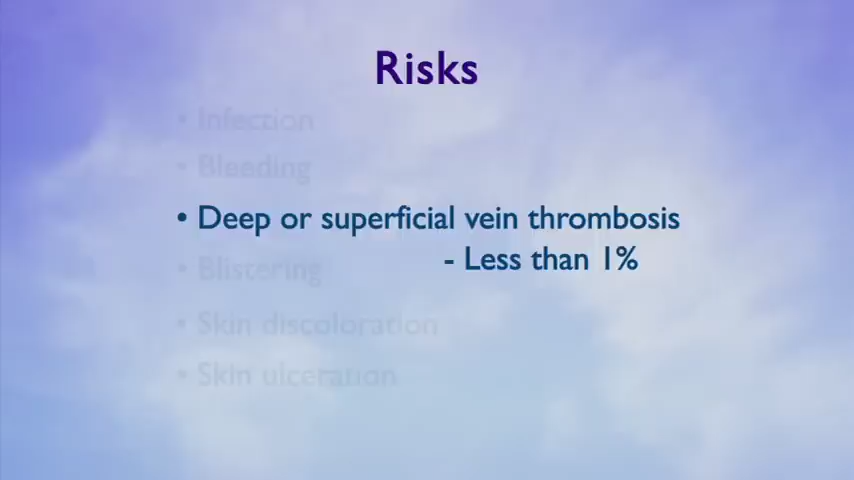 Risks
• Infection
• Bleeding
• Deep or superficial vein thrombosis
- Less than 1%
• Blistering
• Skin discoloration
• Skin ulceration